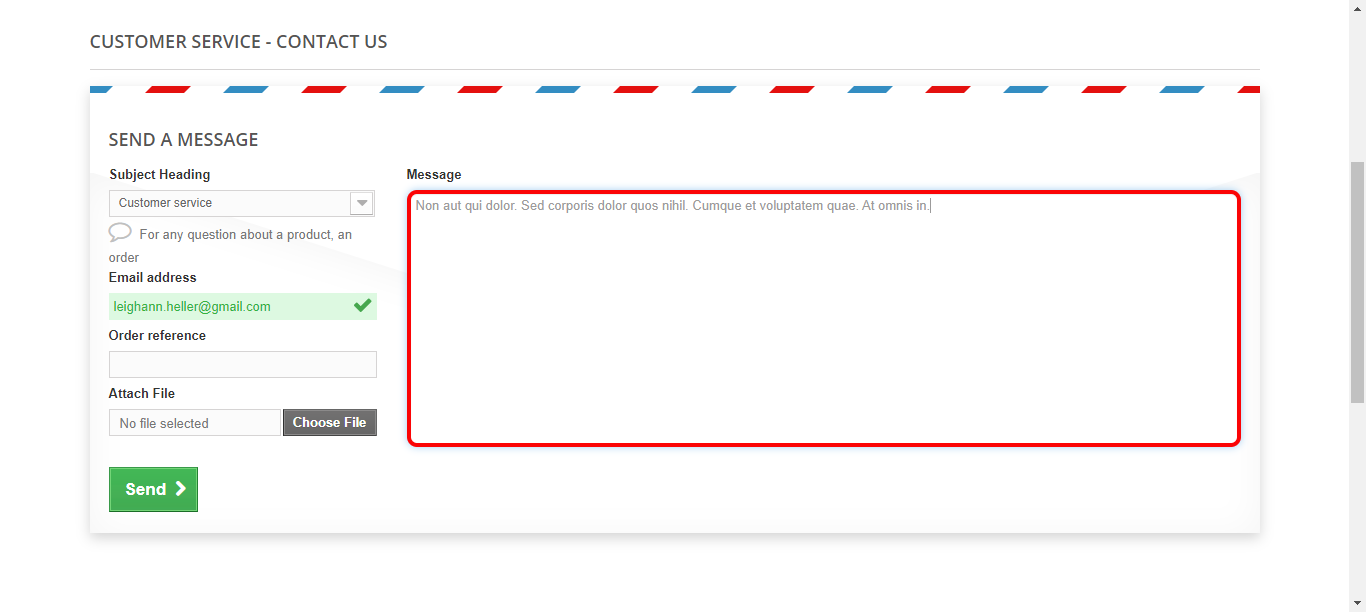 CUSTOMER SERVICE - CONTACT US
SEND A MESSAGE
Subject Heading
Customer service
For any question about a product, an
order
Email address
leighann.heller@gmail.com
Order reference
Attach File
No file selected
Choose File
Send
Message
Non aut qui dolor. Sed corporis dolor quos nihil. Cumque et voluptatem quae. At omnis in.